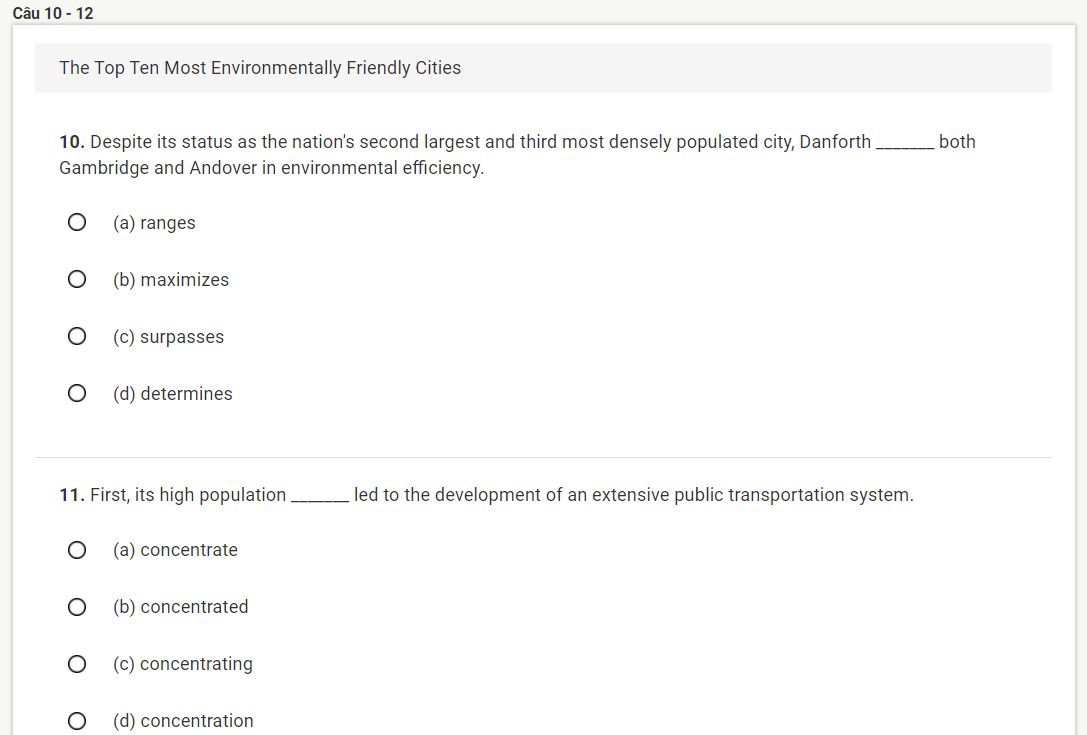 Câu 10 - 12
The Top Ten Most Environmentally Friendly Cities
10. Despite its status as the nation's second largest and third most densely populated city, Danforth _______ both
Gambridge and Andover in environmental efficiency.
(a) ranges
(b) maximizes
(c) surpasses
(d) determines
11. First, its high population _______ led to the development of an extensive public transportation system.
(a) concentrate
(b) concentrated
(c) concentrating
(d) concentration